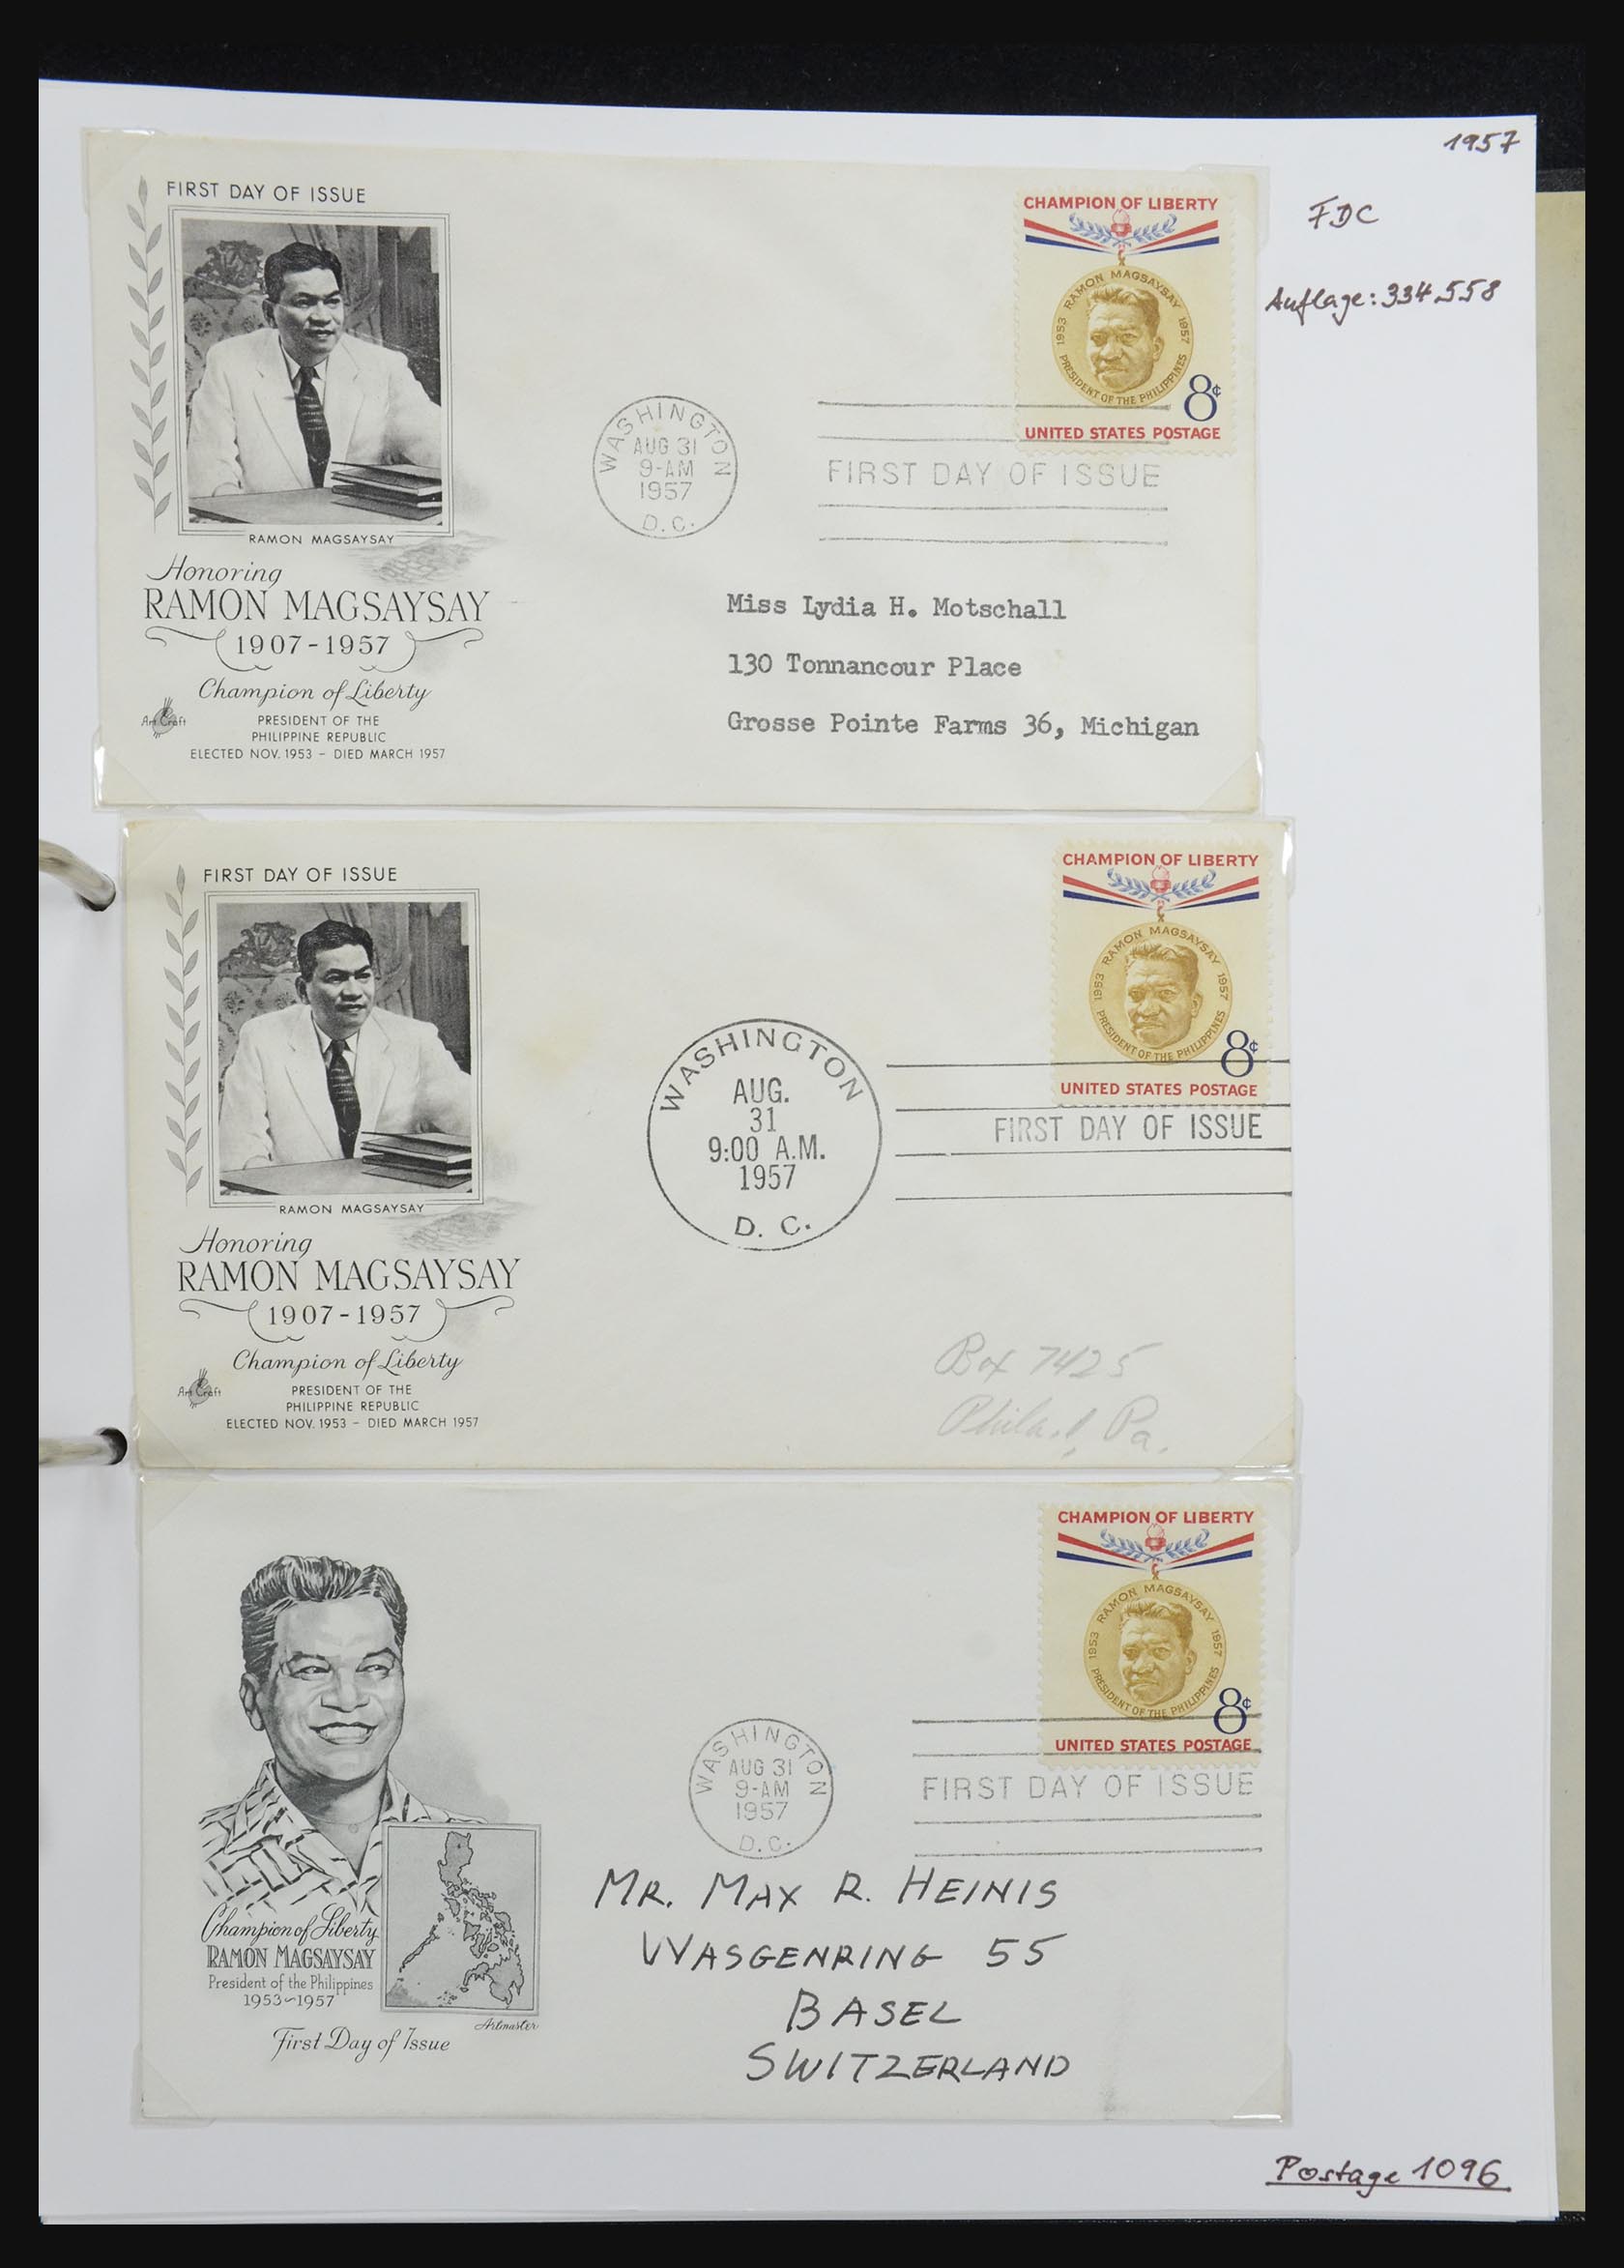 1957
FDC
Auflage: 334.558
FIRST DAY OF ISSUE
RAMON MAGSAYSAY
Honoring
RAMON MAGSAYSAY
1907-1957
Champion of Liberty
Art Craft
PRESIDENT OF THE
PHILIPPINE REPUBLIC
ELECTED NOV. 1953 – DIED MARCH 1957
CHAMPION OF LIBERTY
1953 RAMON MAGSAYSAY 1957
PRESIDENT OF THE PHILIPPINES
8¢
UNITED STATES POSTAGE
WASHINGTON
AUG 31
9-AM
1957
D.C.
FIRST DAY OF ISSUE
Miss Lydia H. Motschall
130 Tonnancour Place
Grosse Pointe Farms 36, Michigan
FIRST DAY OF ISSUE
RAMON MAGSAYSAY
Honoring
RAMON MAGSAYSAY
1907-1957
Champion of Liberty
Art Craft
PRESIDENT OF THE
PHILIPPINE REPUBLIC
ELECTED NOV. 1953 – DIED MARCH 1957
CHAMPION OF LIBERTY
1953 RAMON MAGSAYSAY 1957
PRESIDENT OF THE PHILIPPINES
8¢
UNITED STATES POSTAGE
WASHINGTON
AUG.
31
9:00 A.M.
1957
D. C.
FIRST DAY OF ISSUE
Box 7425
Philad, Pa.
CHAMPION OF LIBERTY
1953 RAMON MAGSAYSAY 1957
PRESIDENT OF THE PHILIPPINES
8¢
UNITED STATES POSTAGE
WASHINGTON
AUG 31
9-AM
1957
D.C.
FIRST DAY OF ISSUE
Champion of Liberty
RAMON MAGSAYSAY
President of the Philippines
1953~1957
Artmaster
First Day of Issue
MR. MAX R. HEINIS
WASGENRING 55
BASEL
SWITZERLAND
Postage 1096